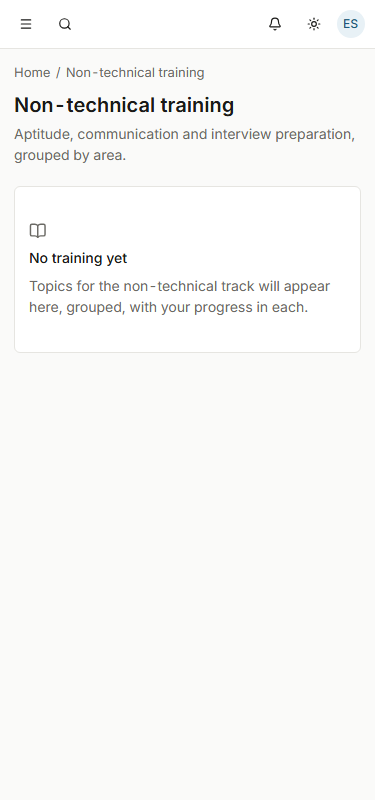 ES
Home / Non-technical training
Non-technical training
Aptitude, communication and interview preparation,
grouped by area.
No training yet
Topics for the non-technical track will appear
here, grouped, with your progress in each.